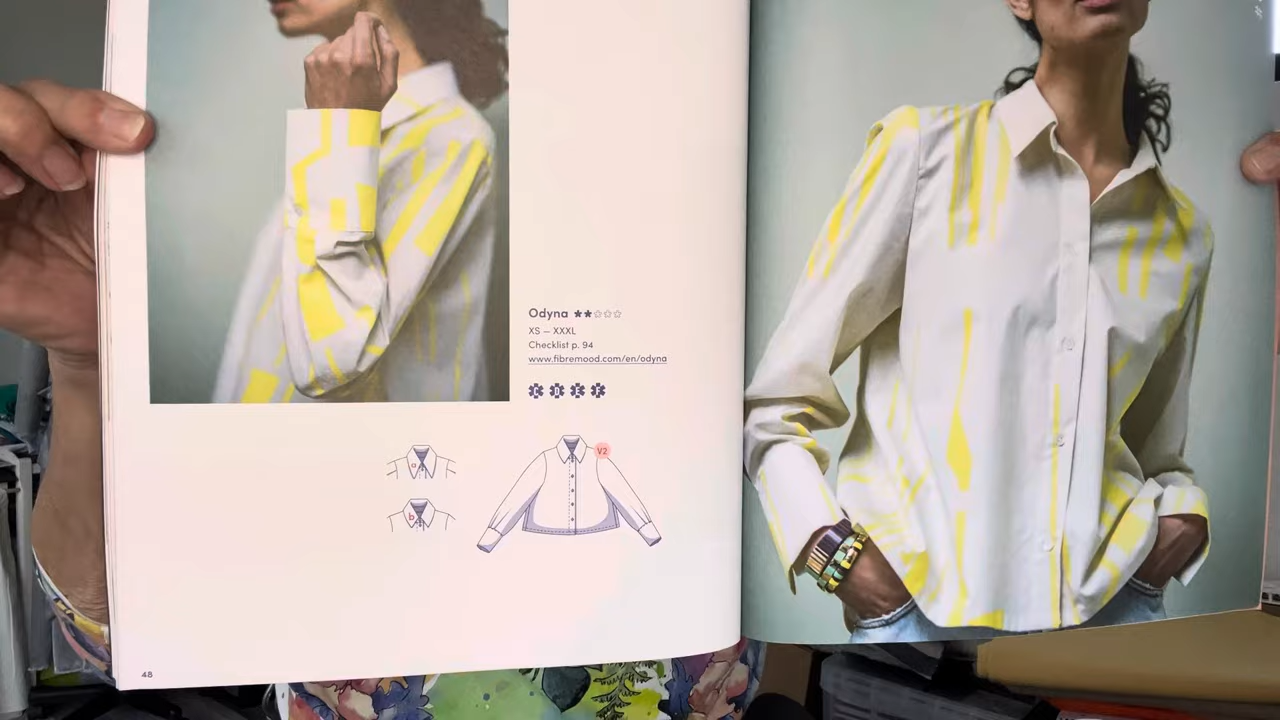 Odyna ★★☆☆☆
XS – XXXL
Checklist p. 94
www.fibremood.com/en/odyna
C D E F
a
V2
b
48